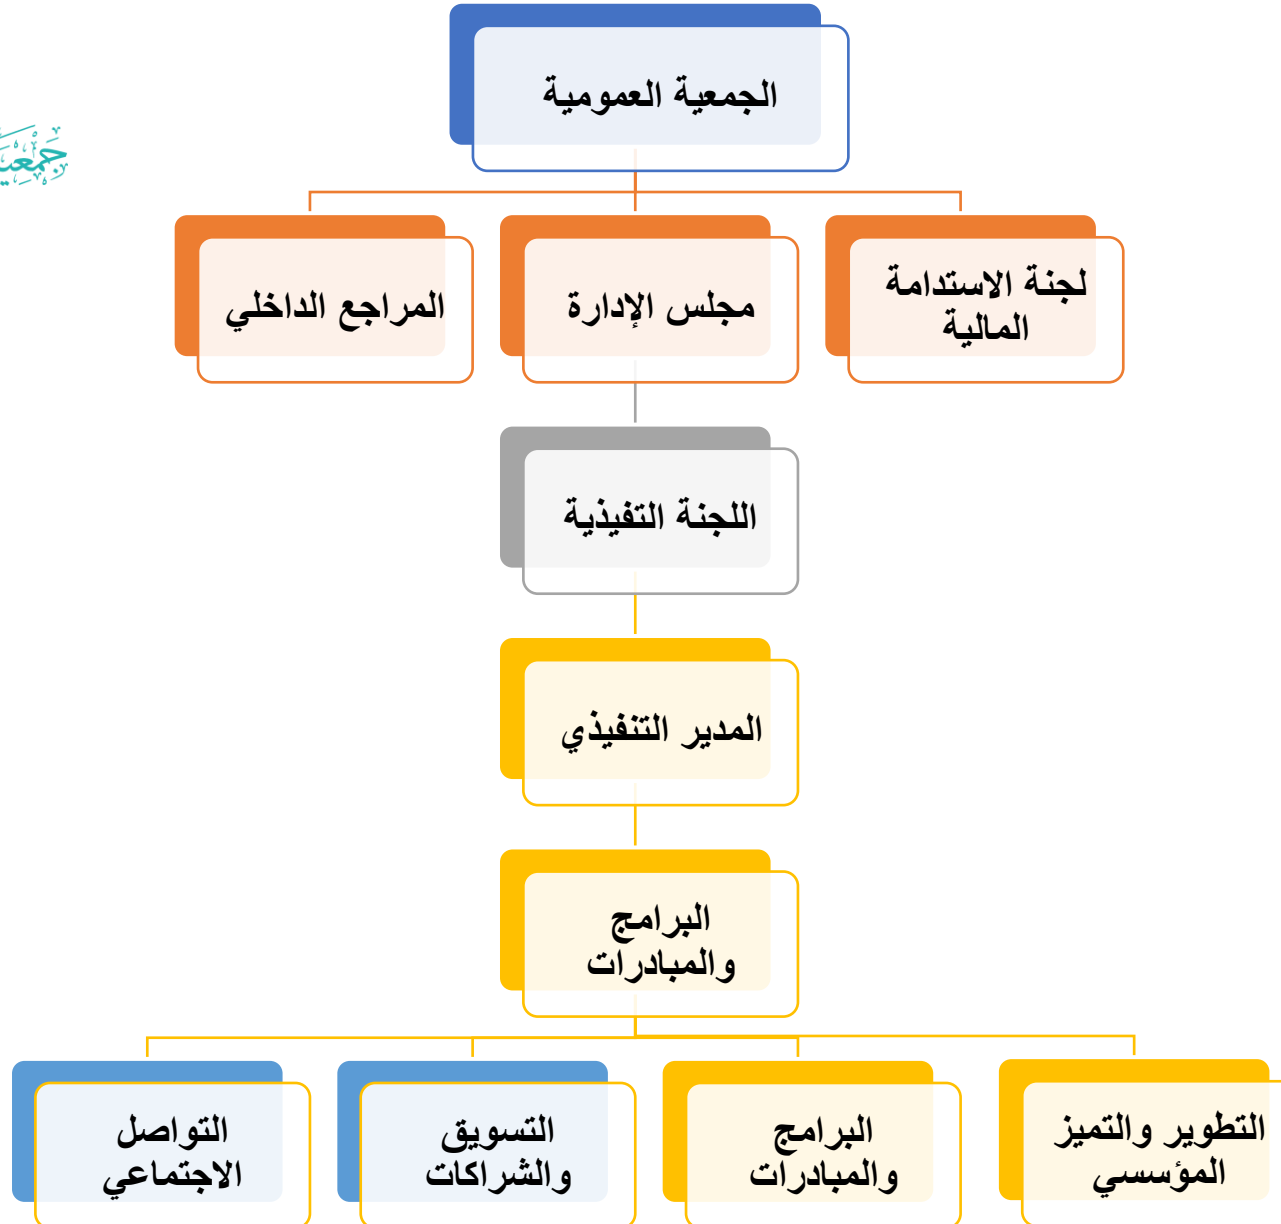 الجمعية العمومية
لجنة الاستدامة
المالية
مجلس الإدارة
المراجع الداخلي
اللجنة التفيذية
المدير التنفيذي
البرامج
والمبادرات
التطوير والتميز
المؤسسي
البرامج
والمبادرات
التسويق
والشراكات
التواصل
الاجتماعي